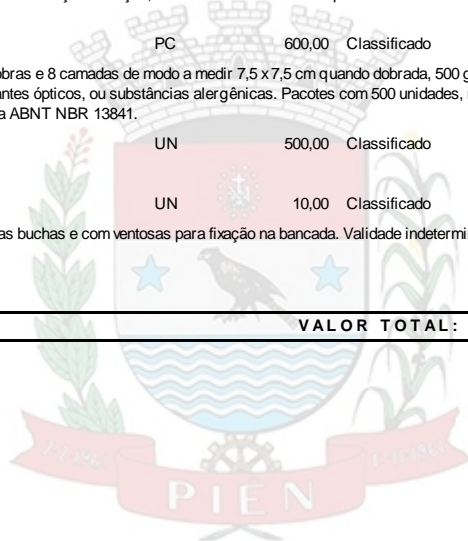 PC 600,00 Classificado
obras e 8 camadas de modo a medir 7,5 x 7,5 cm quando dobrada, 500 g
antes ópticos, ou substâncias alergênicas. Pacotes com 500 unidades,
a ABNT NBR 13841.
UN 500,00 Classificado
UN 10,00 Classificado
as buchas e com ventosas para fixação na bancada. Validade indetermi
VALOR TOTAL:
PIÊN